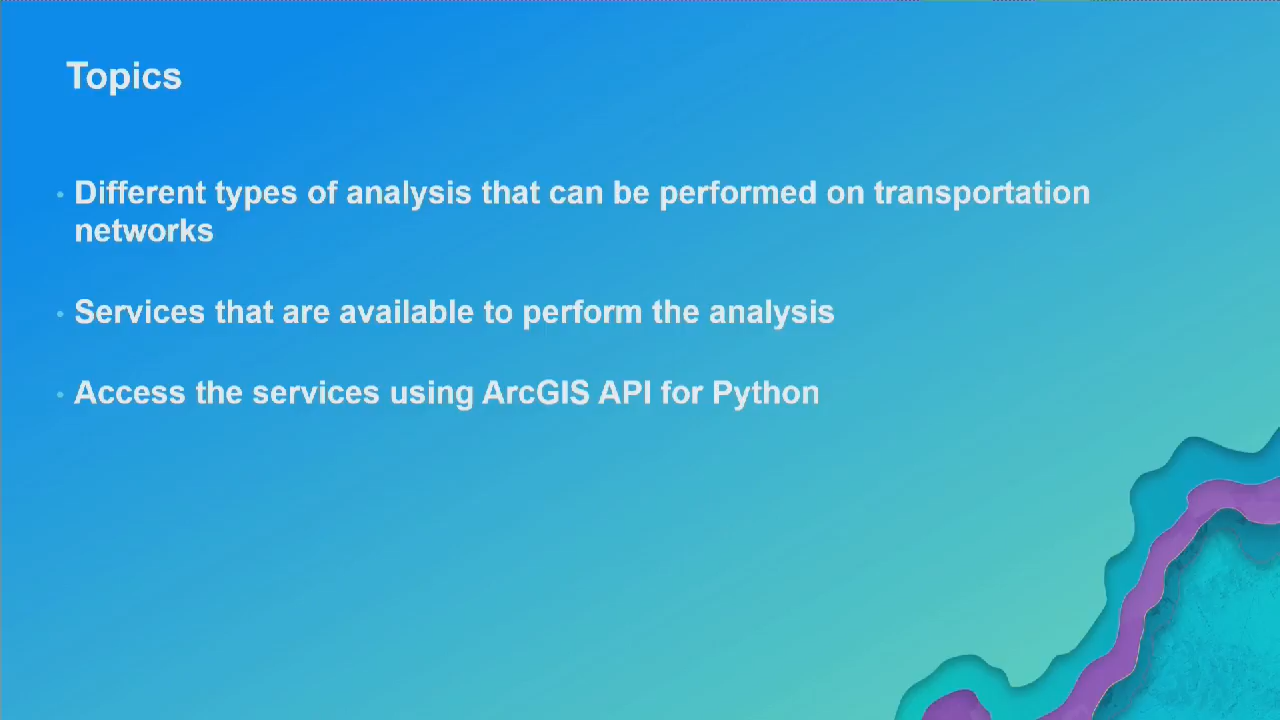 Topics
Different types of analysis that can be performed on transportation
networks
Services that are available to perform the analysis
Access the services using ArcGIS API for Python